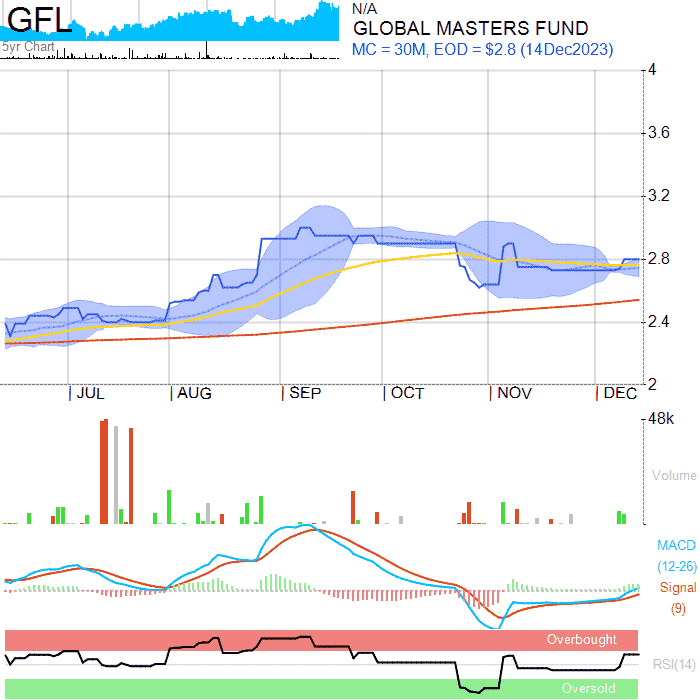 GFL
5yr Chart
N/A
GLOBAL MASTERS FUND
MC = 30M, EOD = $2.8 (14Dec2023)
4
3.6
3.2
2.8
2.4
2
JUL AUG SEP OCT NOV DEC
48k
Volume
MACD
(12-26)
Signal
(9)
Overbought
RSI(14)
Oversold